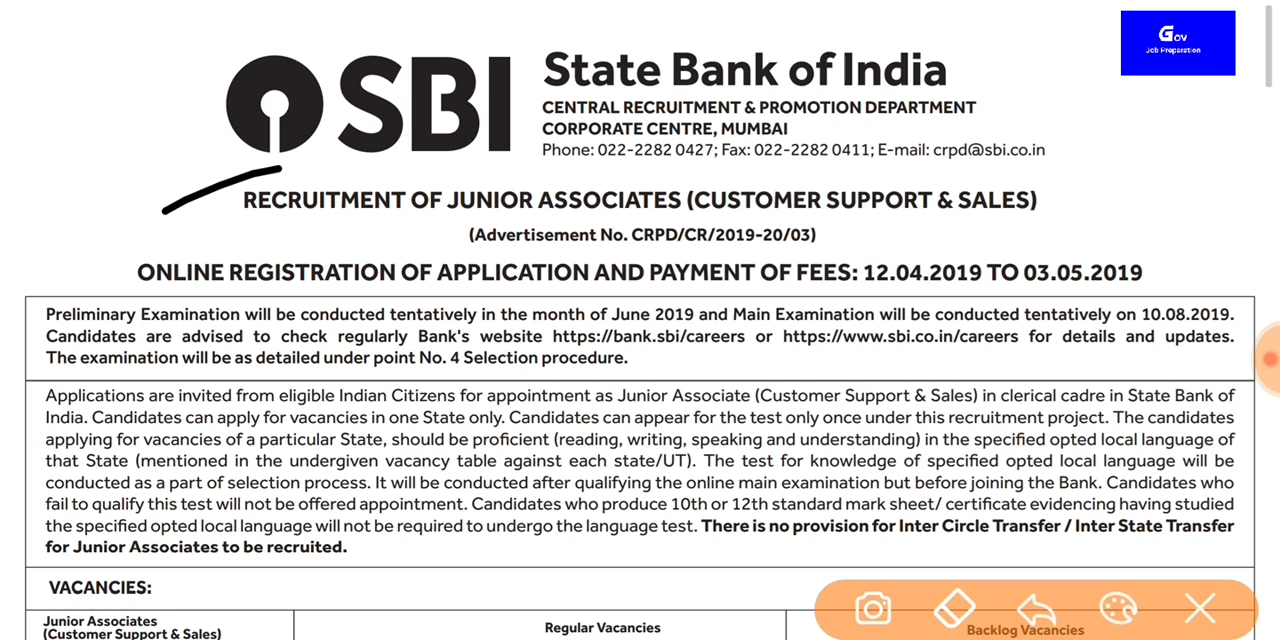 Gov
Job Preparation
SBI
State Bank of India
CENTRAL RECRUITMENT & PROMOTION DEPARTMENT
CORPORATE CENTRE, MUMBAI
Phone: 022-2282 0427; Fax: 022-2282 0411; E-mail: crpd@sbi.co.in
RECRUITMENT OF JUNIOR ASSOCIATES (CUSTOMER SUPPORT & SALES)
(Advertisement No. CRPD/CR/2019-20/03)
ONLINE REGISTRATION OF APPLICATION AND PAYMENT OF FEES: 12.04.2019 TO 03.05.2019
Preliminary Examination will be conducted tentatively in the month of June 2019 and Main Examination will be conducted tentatively on 10.08.2019.
Candidates are advised to check regularly Bank's website https://bank.sbi/careers or https://www.sbi.co.in/careers for details and updates.
The examination will be as detailed under point No. 4 Selection procedure.
Applications are invited from eligible Indian Citizens for appointment as Junior Associate (Customer Support & Sales) in clerical cadre in State Bank of
India. Candidates can apply for vacancies in one State only. Candidates can appear for the test only once under this recruitment project. The candidates
applying for vacancies of a particular State, should be proficient (reading, writing, speaking and understanding) in the specified opted local language of
that State (mentioned in the undergiven vacancy table against each state/UT). The test for knowledge of specified opted local language will be
conducted as a part of selection process. It will be conducted after qualifying the online main examination but before joining the Bank. Candidates who
fail to qualify this test will not be offered appointment. Candidates who produce 10th or 12th standard mark sheet/ certificate evidencing having studied
the specified opted local language will not be required to undergo the language test. There is no provision for Inter Circle Transfer / Inter State Transfer
for Junior Associates to be recruited.
VACANCIES:
Junior Associates
(Customer Support & Sales)
Regular Vacancies
Backlog Vacancies